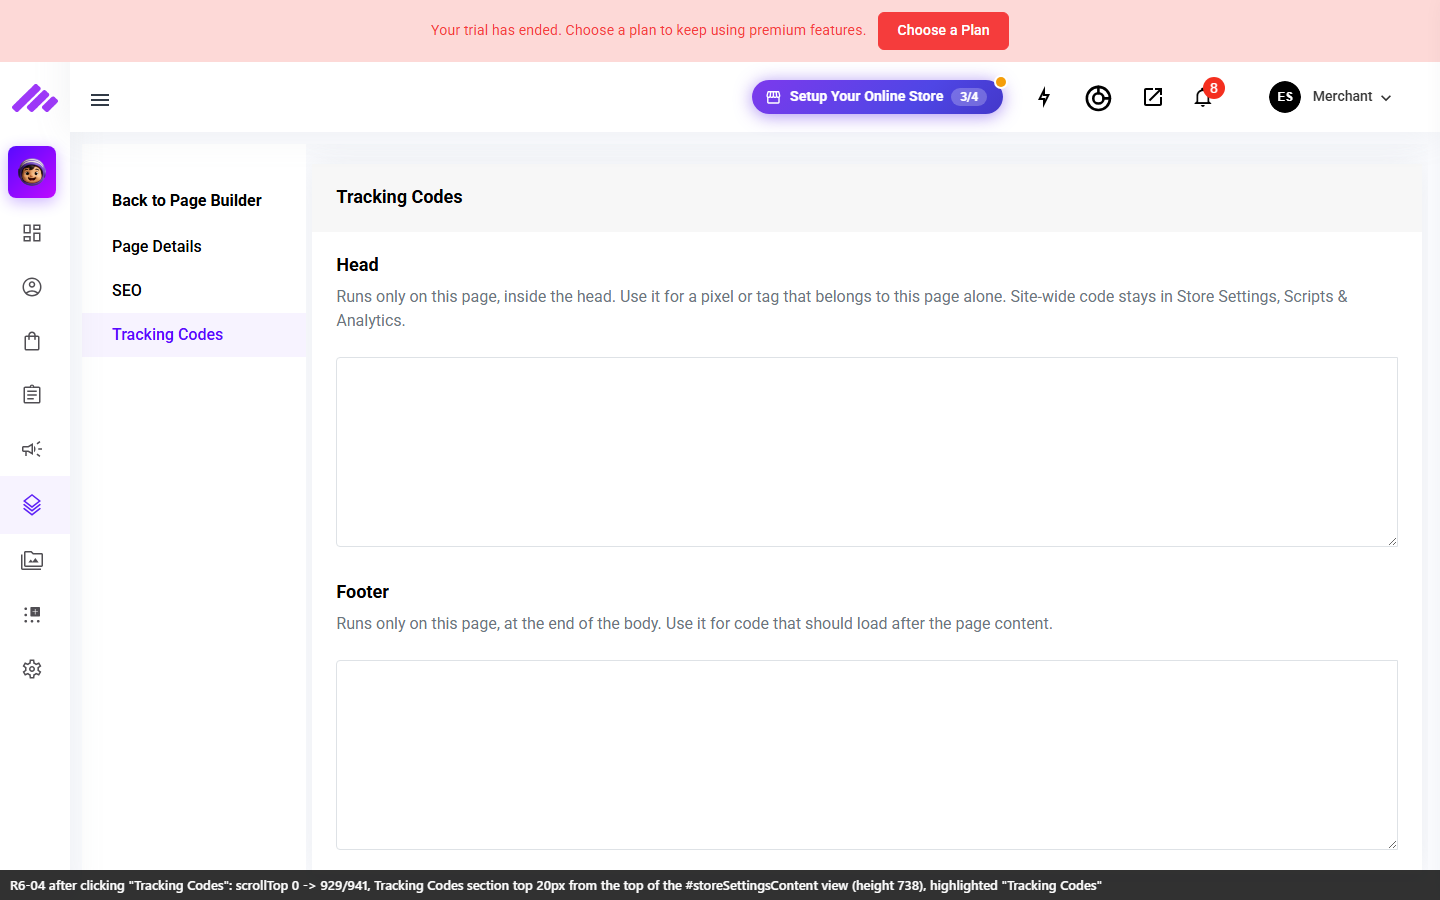 Your trial has ended. Choose a plan to keep using premium features.
Choose a Plan
Setup Your Online Store 3/4
8
ES
Merchant
Back to Page Builder
Page Details
SEO
Tracking Codes
Tracking Codes
Head
Runs only on this page, inside the head. Use it for a pixel or tag that belongs to this page alone. Site-wide code stays in Store Settings, Scripts &
Analytics.
Footer
Runs only on this page, at the end of the body. Use it for code that should load after the page content.
R6-04 after clicking "Tracking Codes": scrollTop 0 -> 929/941, Tracking Codes section top 20px from the top of the #storeSettingsContent view (height 738), highlighted "Tracking Codes"